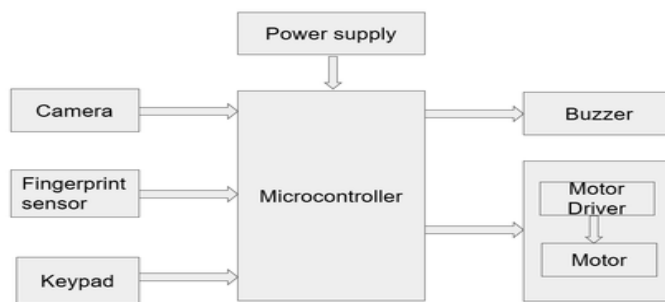 Power supply
Camera
Buzzer
Fingerprint
sensor
Microcontroller
Motor
Driver
Motor
Keypad